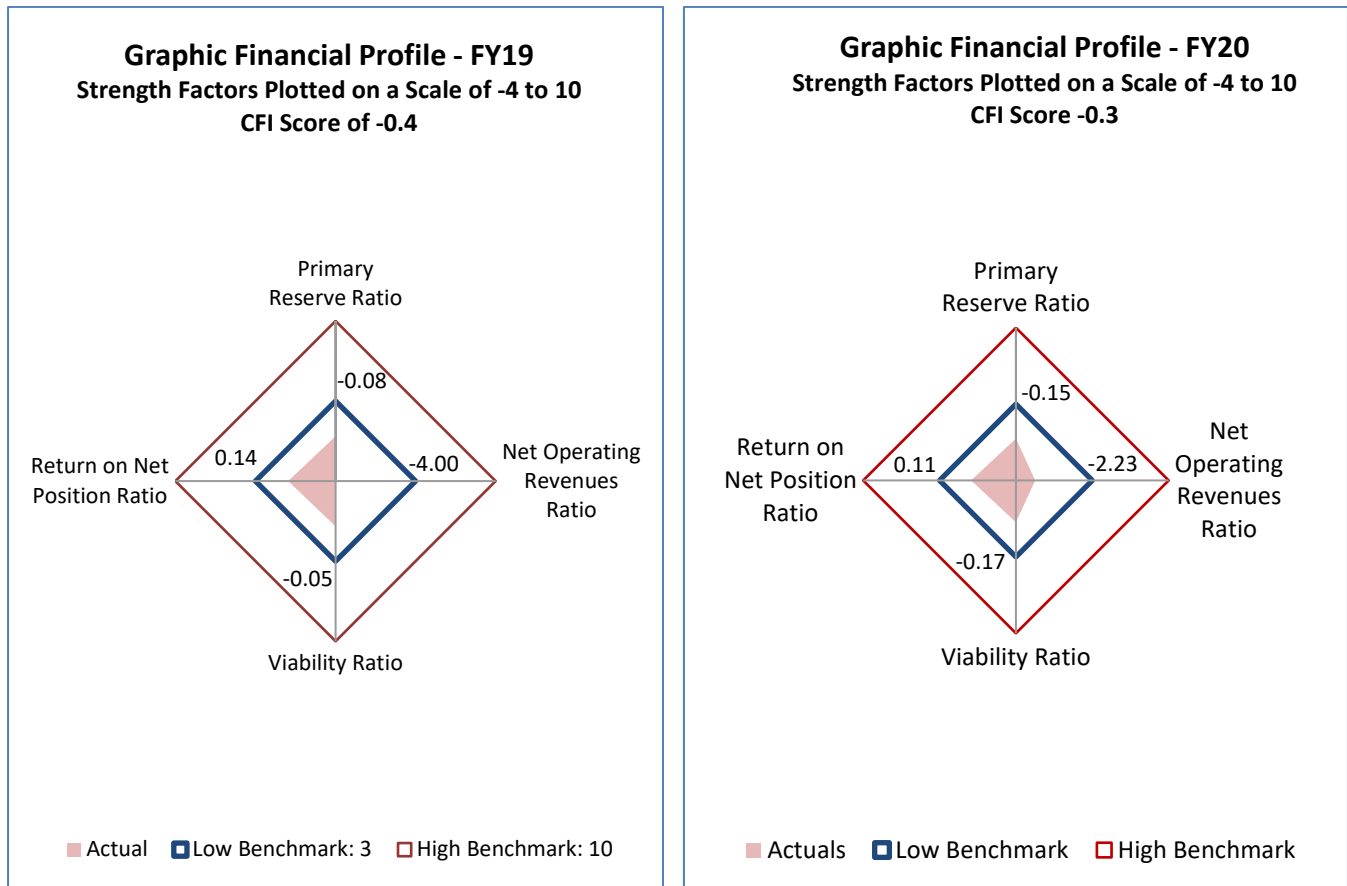 Graphic Financial Profile - FY19
Strength Factors Plotted on a Scale of -4 to 10
CFI Score of -0.4
Primary
Reserve Ratio
-0.08
0.14
-4.00
Return on Net
Position Ratio
Net Operating
Revenues
Ratio
-0.05
Viability Ratio
Actual
Low Benchmark: 3
High Benchmark: 10
Graphic Financial Profile - FY20
Strength Factors Plotted on a Scale of -4 to 10
CFI Score -0.3
Primary
Reserve Ratio
-0.15
Return on
Net Position
Ratio
0.11
-2.23
Net
Operating
Revenues
Ratio
-0.17
Viability Ratio
Actuals
Low Benchmark
High Benchmark